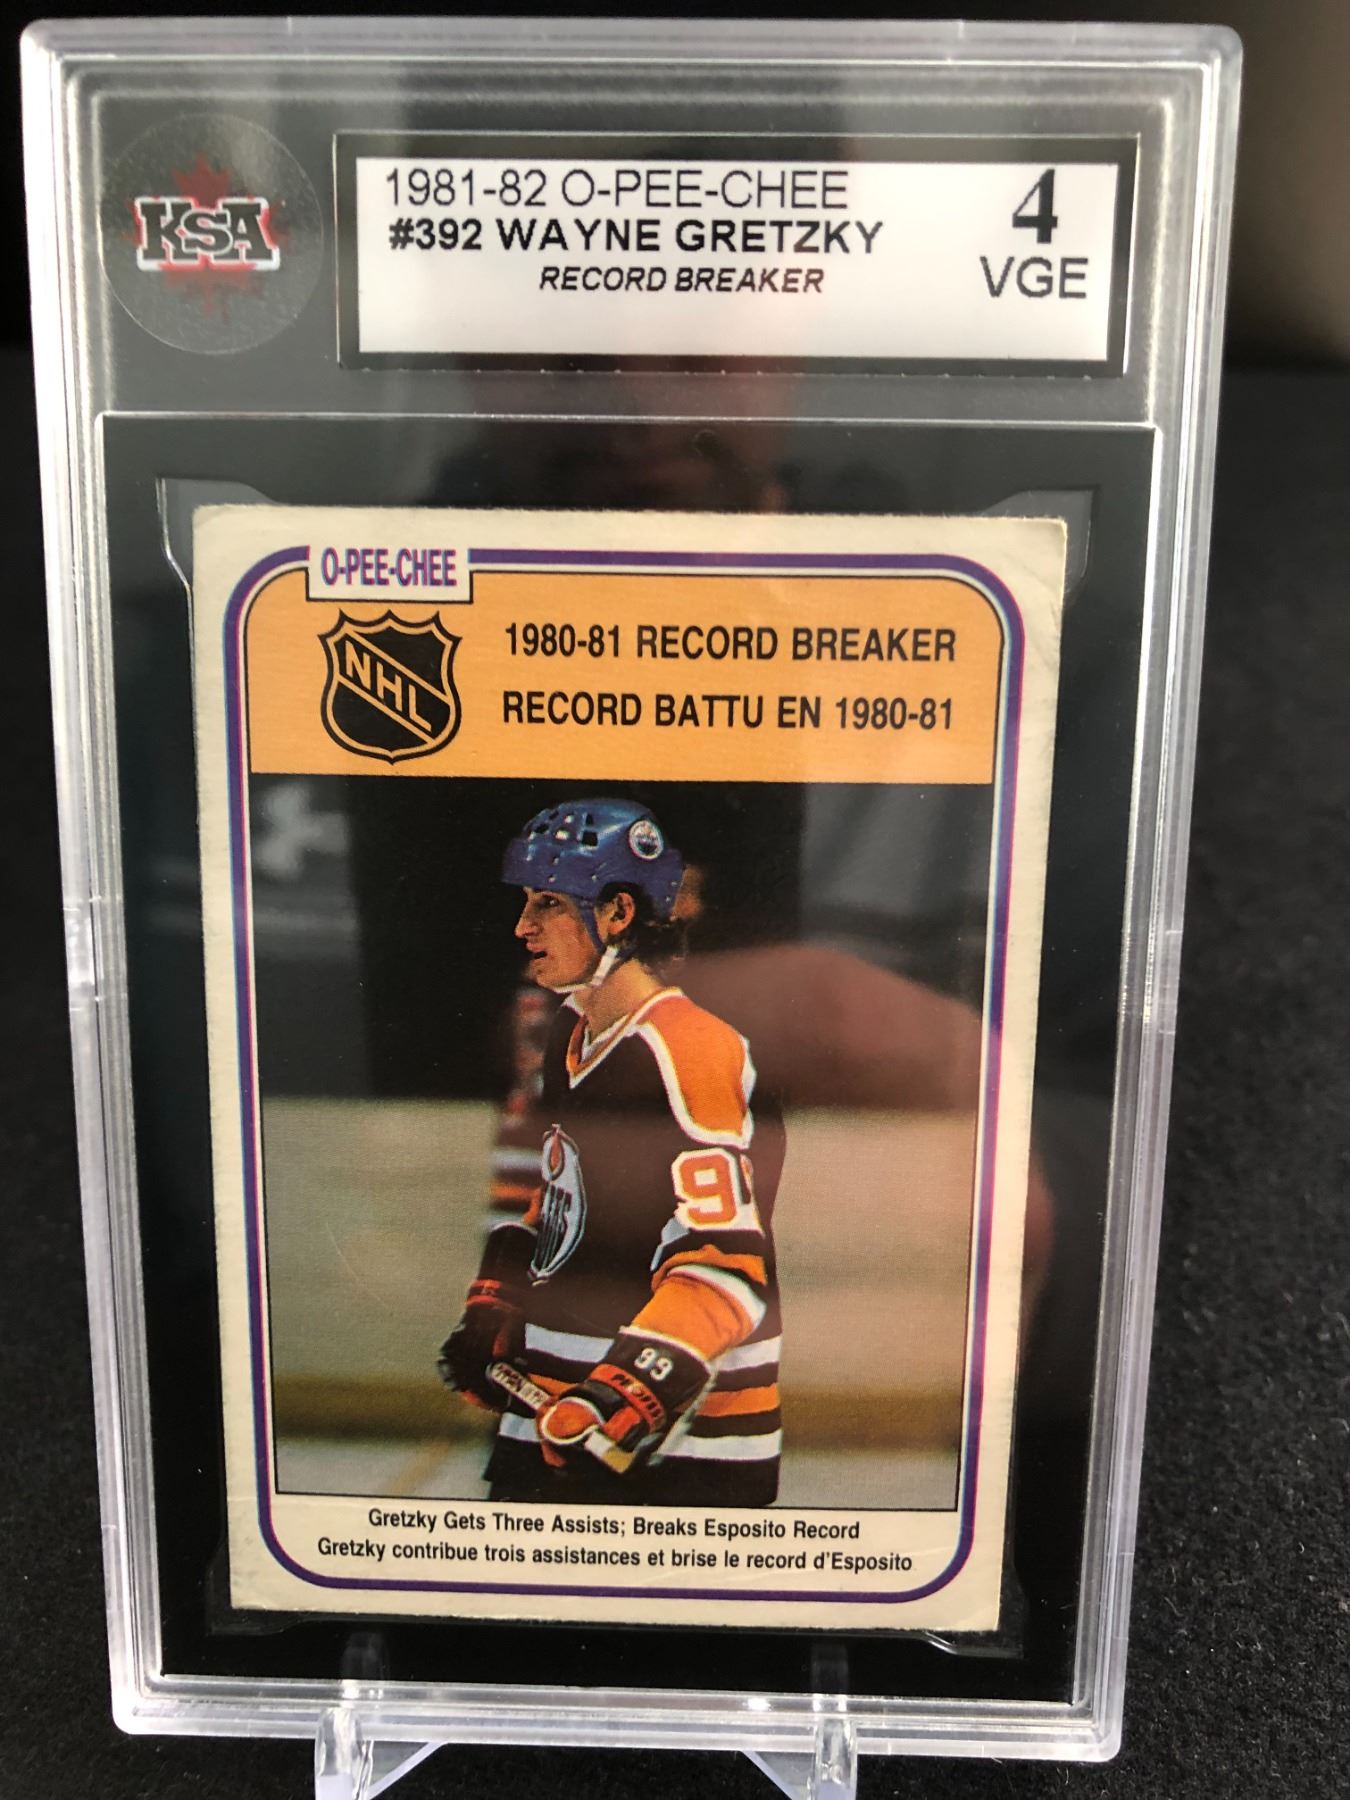 KSA
1981-82 O-PEE-CHEE
#392 WAYNE GRETZKY
RECORD BREAKER
4
VGE
O-PEE-CHEE
NHL
1980-81 RECORD BREAKER
RECORD BATTU EN 1980-81
99
Gretzky Gets Three Assists; Breaks Esposito Record
Gretzky contribue trois assistances et brise le record d'Esposito